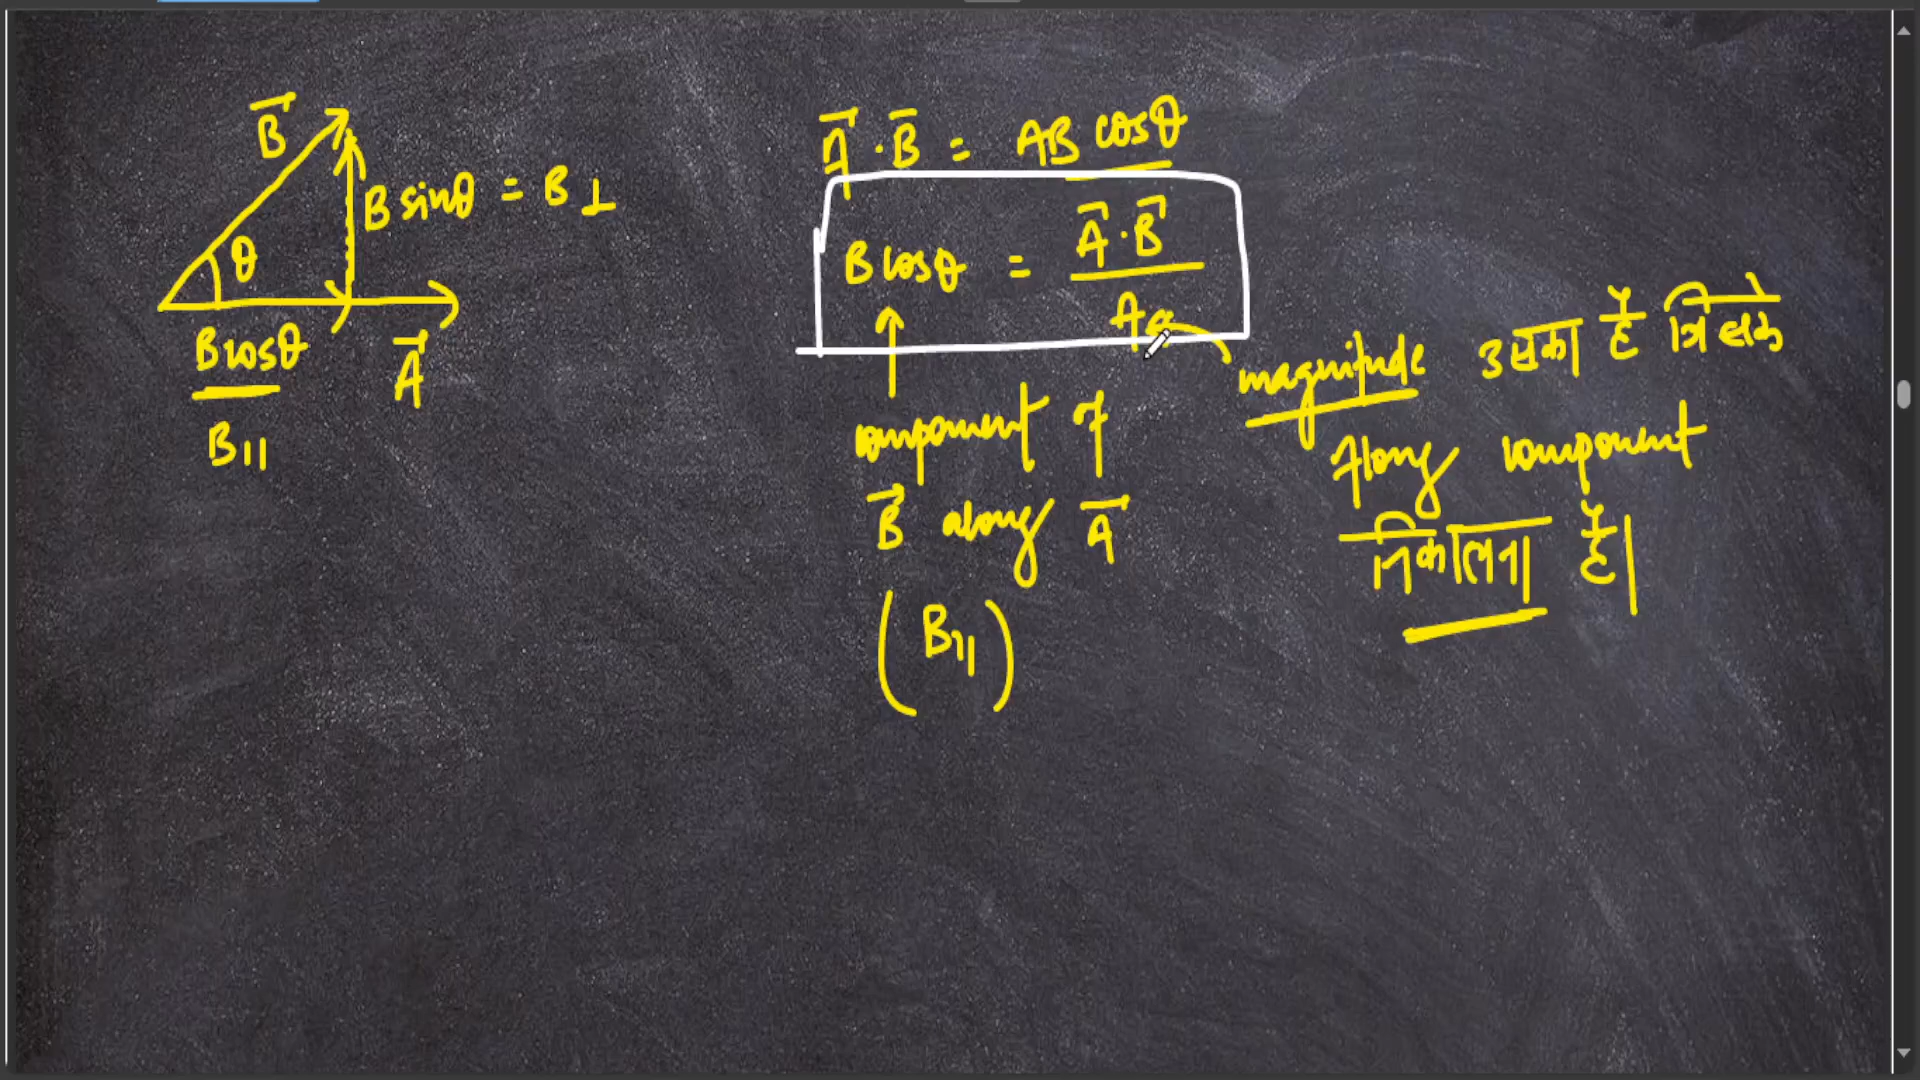 B⃗
B sinθ = B⊥
θ
B cosθ
A⃗
B||
A⃗ · B⃗ = AB cosθ
B cosθ = A⃗ · B⃗ / A
component of
B⃗ along A⃗
(B||)
magnitude उसका है जिसके
Along component
निकालना है।